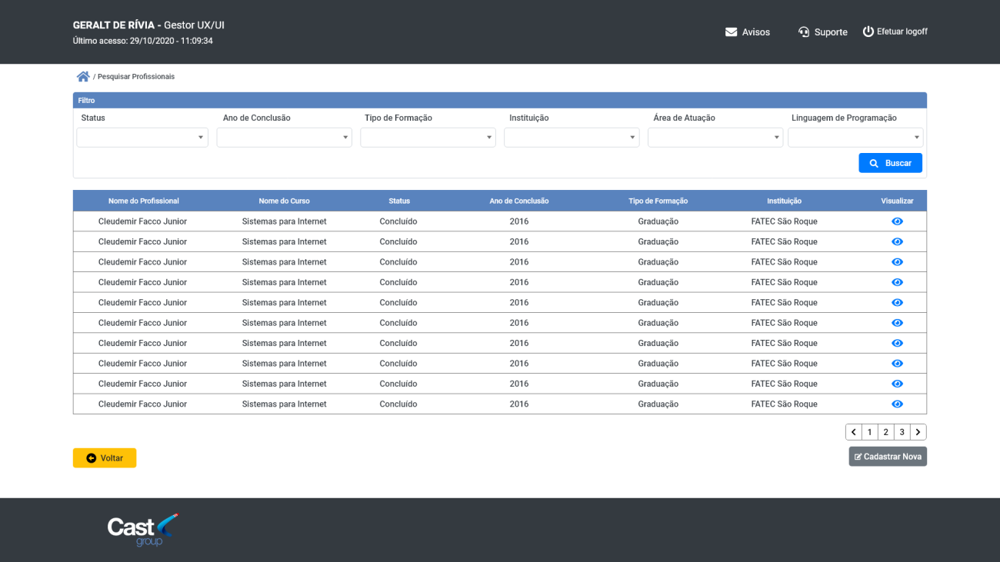 GERALT DE RÍVIA - Gestor UX/UI
Último acesso: 29/10/2020 - 11:09:34
Avisos
Suporte
Efetuar logoff
/ Pesquisar Profissionais
Filtro
Status
Ano de Conclusão
Tipo de Formação
Instituição
Área de Atuação
Linguagem de Programação
Buscar
Nome do Profissional Nome do Curso Status Ano de Conclusão Tipo de Formação Instituição Visualizar
Cleudemir Facco Junior Sistemas para Internet Concluído 2016 Graduação FATEC São Roque
Cleudemir Facco Junior Sistemas para Internet Concluído 2016 Graduação FATEC São Roque
Cleudemir Facco Junior Sistemas para Internet Concluído 2016 Graduação FATEC São Roque
Cleudemir Facco Junior Sistemas para Internet Concluído 2016 Graduação FATEC São Roque
Cleudemir Facco Junior Sistemas para Internet Concluído 2016 Graduação FATEC São Roque
Cleudemir Facco Junior Sistemas para Internet Concluído 2016 Graduação FATEC São Roque
Cleudemir Facco Junior Sistemas para Internet Concluído 2016 Graduação FATEC São Roque
Cleudemir Facco Junior Sistemas para Internet Concluído 2016 Graduação FATEC São Roque
Cleudemir Facco Junior Sistemas para Internet Concluído 2016 Graduação FATEC São Roque
Cleudemir Facco Junior Sistemas para Internet Concluído 2016 Graduação FATEC São Roque
1 2 3
Voltar
Cadastrar Nova
Cast
group